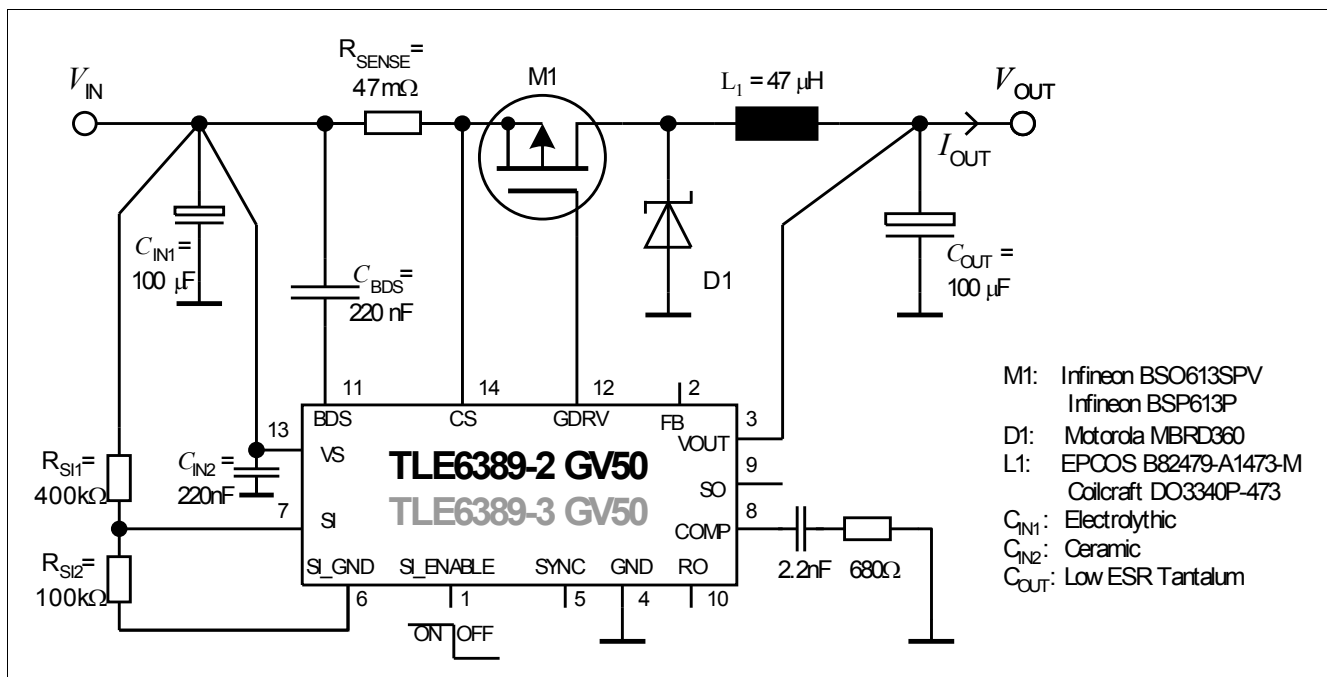 R_SENSE=
47mΩ
M1
L₁ = 47 μH
V_IN
V_OUT
I_OUT
C_IN1=
100 μF
C_BDS=
220 nF
D1
C_OUT=
100 μF
11
14
12
2
BDS
CS
GDRV
FB
13
VS
VOUT
3
R_SI1=
400kΩ
C_IN2=
220nF
TLE6389-2 GV50
TLE6389-3 GV50
SO
9
7
SI
COMP
8
R_SI2=
100kΩ
SI_GND
SI_ENABLE
SYNC
GND
RO
2.2nF
680Ω
6
1
5
4
10
ON
OFF
M1: Infineon BSO613SPV
Infineon BSP613P
D1: Motorola MBRD360
L1: EPCOS B82479-A1473-M
Coilcraft DO3340P-473
C_IN1: Electrolythic
C_IN2: Ceramic
C_OUT: Low ESR Tantalum